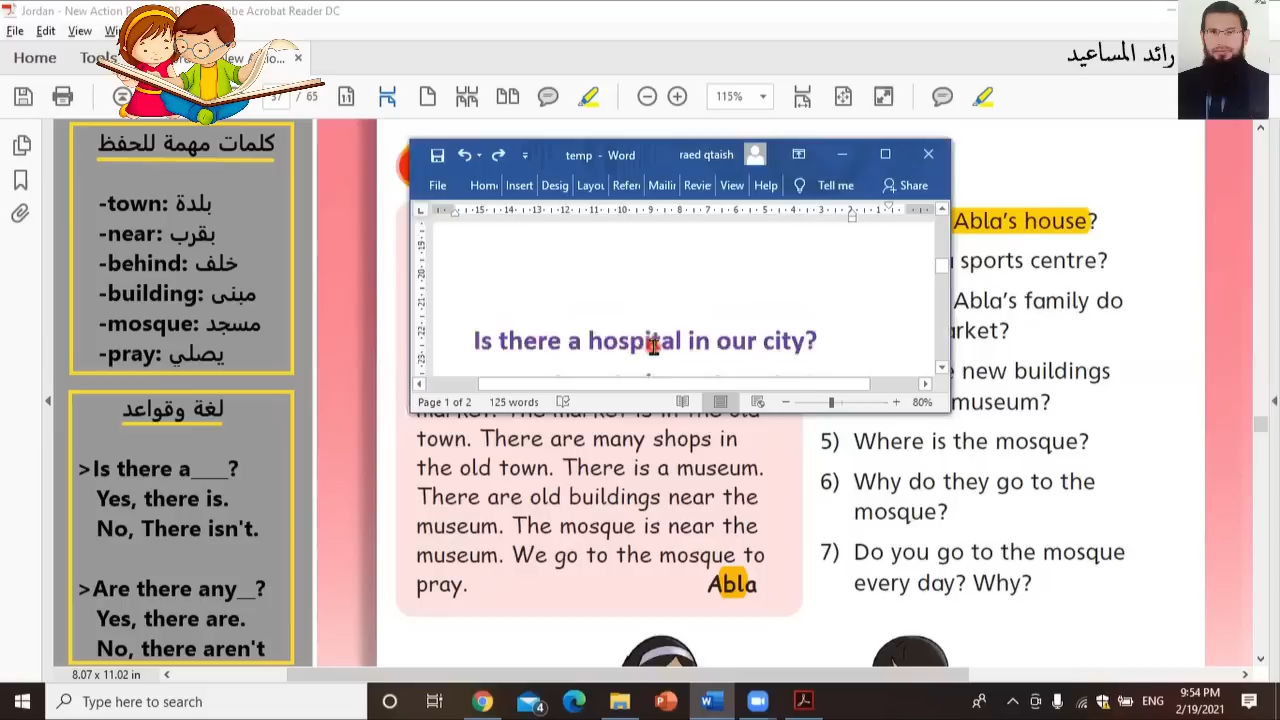 Jordan - New Action P
obe Acrobat Reader DC
File Edit View
Home Tools
رائد المساعيد
/ 65
115%
كلمات مهمة للحفظ
-town: بلدة
-near: بقرب
-behind: خلف
-building: مبنى
-mosque: مسجد
-pray: يصلي
لغة وقواعد
>Is there a____?
Yes, there is.
No, There isn't.
>Are there any__?
Yes, there are.
No, there aren't
8.07 x 11.02 in
temp - Word
raed qtaish
File Insert Desig View Help Tell me Share
Is there a hospital in our city?
Page 1 of 2 125 words 80%
town. There are many shops in
the old town. There is a museum.
There are old buildings near the
museum. The mosque is near the
museum. We go to the mosque to
pray.
Abla
Abla's house?
sports centre?
Abla's family do
new buildings
museum?
5) Where is the mosque?
6) Why do they go to the
mosque?
7) Do you go to the mosque
every day? Why?
Type here to search
4
ENG
9:54 PM
2/19/2021